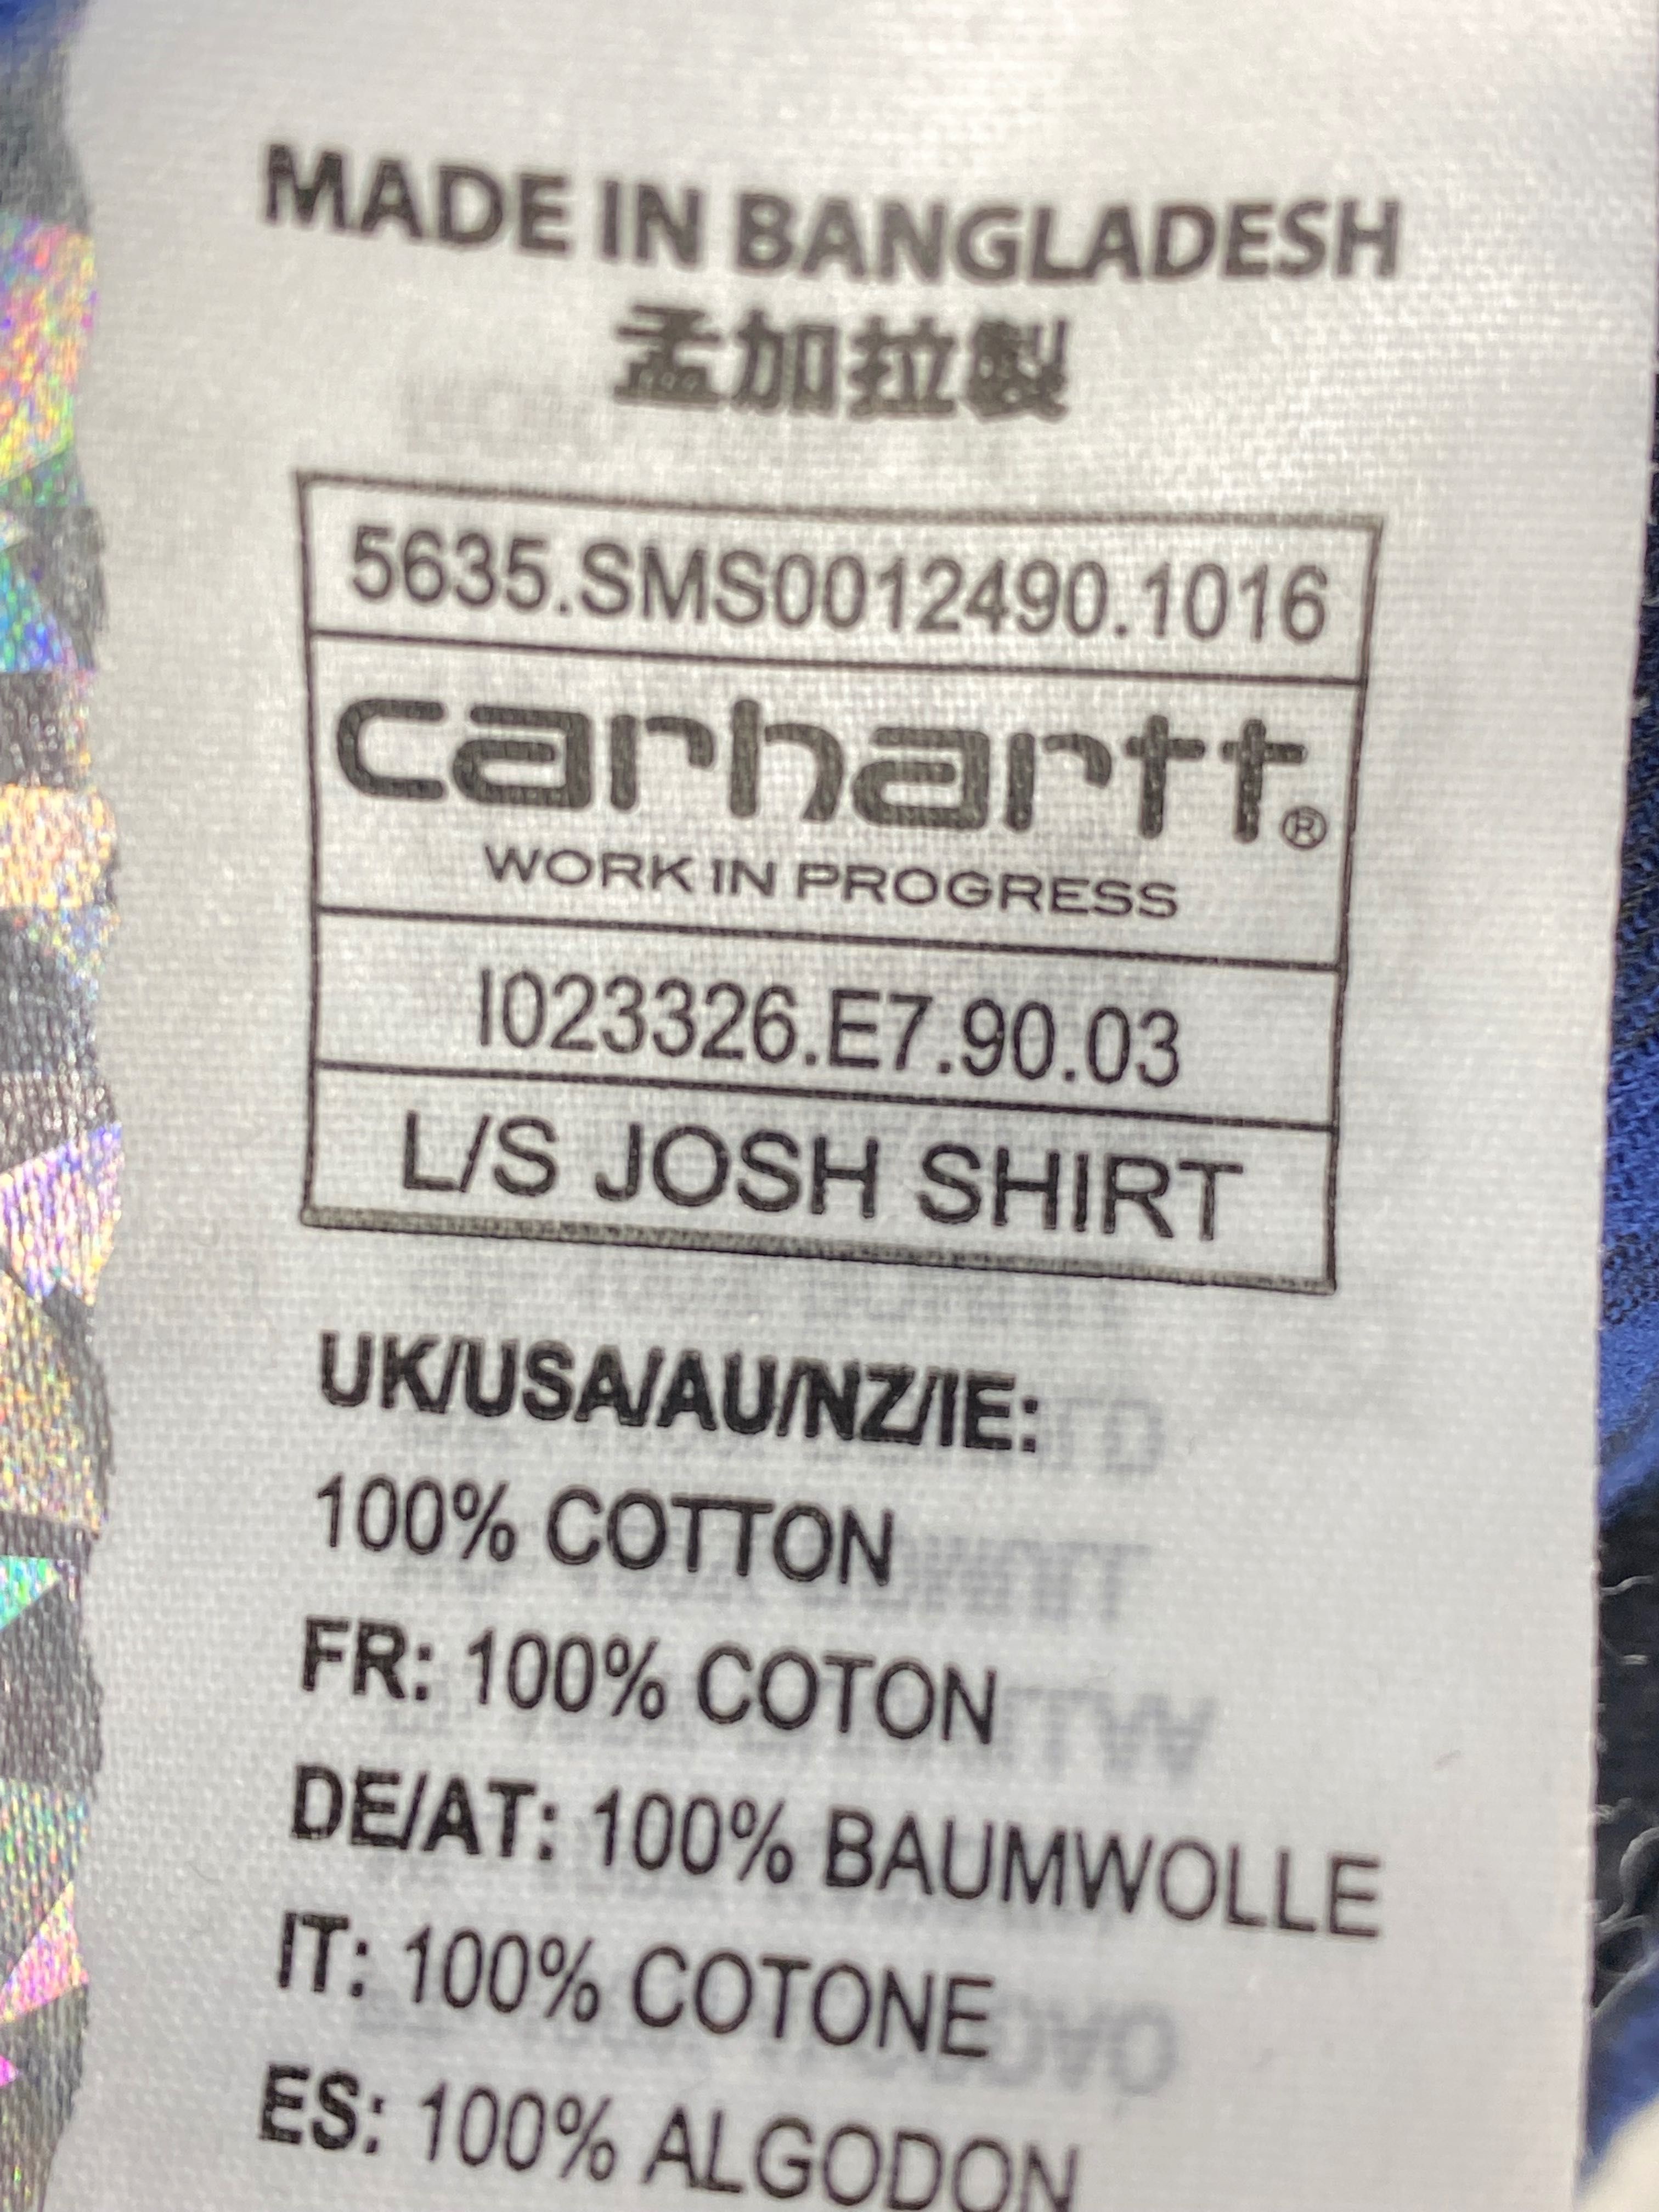 MADE IN BANGLADESH
孟加拉製
5635.SMS0012490.1016
carhartt®
WORK IN PROGRESS
I023326.E7.90.03
L/S JOSH SHIRT
UK/USA/AU/NZ/IE:
100% COTTON
FR: 100% COTON
DE/AT: 100% BAUMWOLLE
IT: 100% COTONE
ES: 100% ALGODON